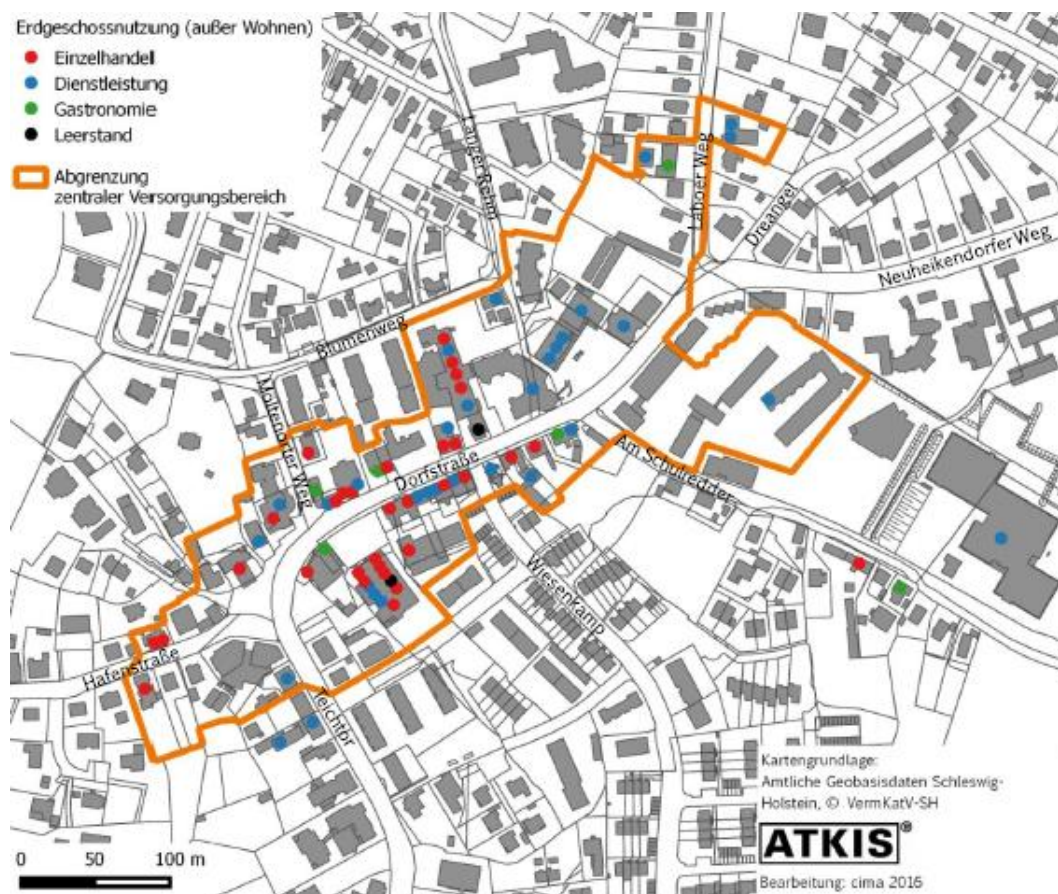 Erdgeschossnutzung (außer Wohnen)
Einzelhandell
Dienstleistung
Gastronomie
Leerstand
Abgrenzung
zentraler Versorgungsbereich
Langer Rehm
Laboer Weg
Dreangel
Neuheikendorfer Weg
Blumenweg
Möltenorter Weg
Dorfstraße
Am Schulredder
Wiesenkamp
Hafenstraße
Teichtor
Kartengrundlage:
Amtliche Geobasisdaten Schleswig-
Holstein, © VermKatV-SH
ATKIS®
Bearbeitung: cima 2016
0 50 100 m